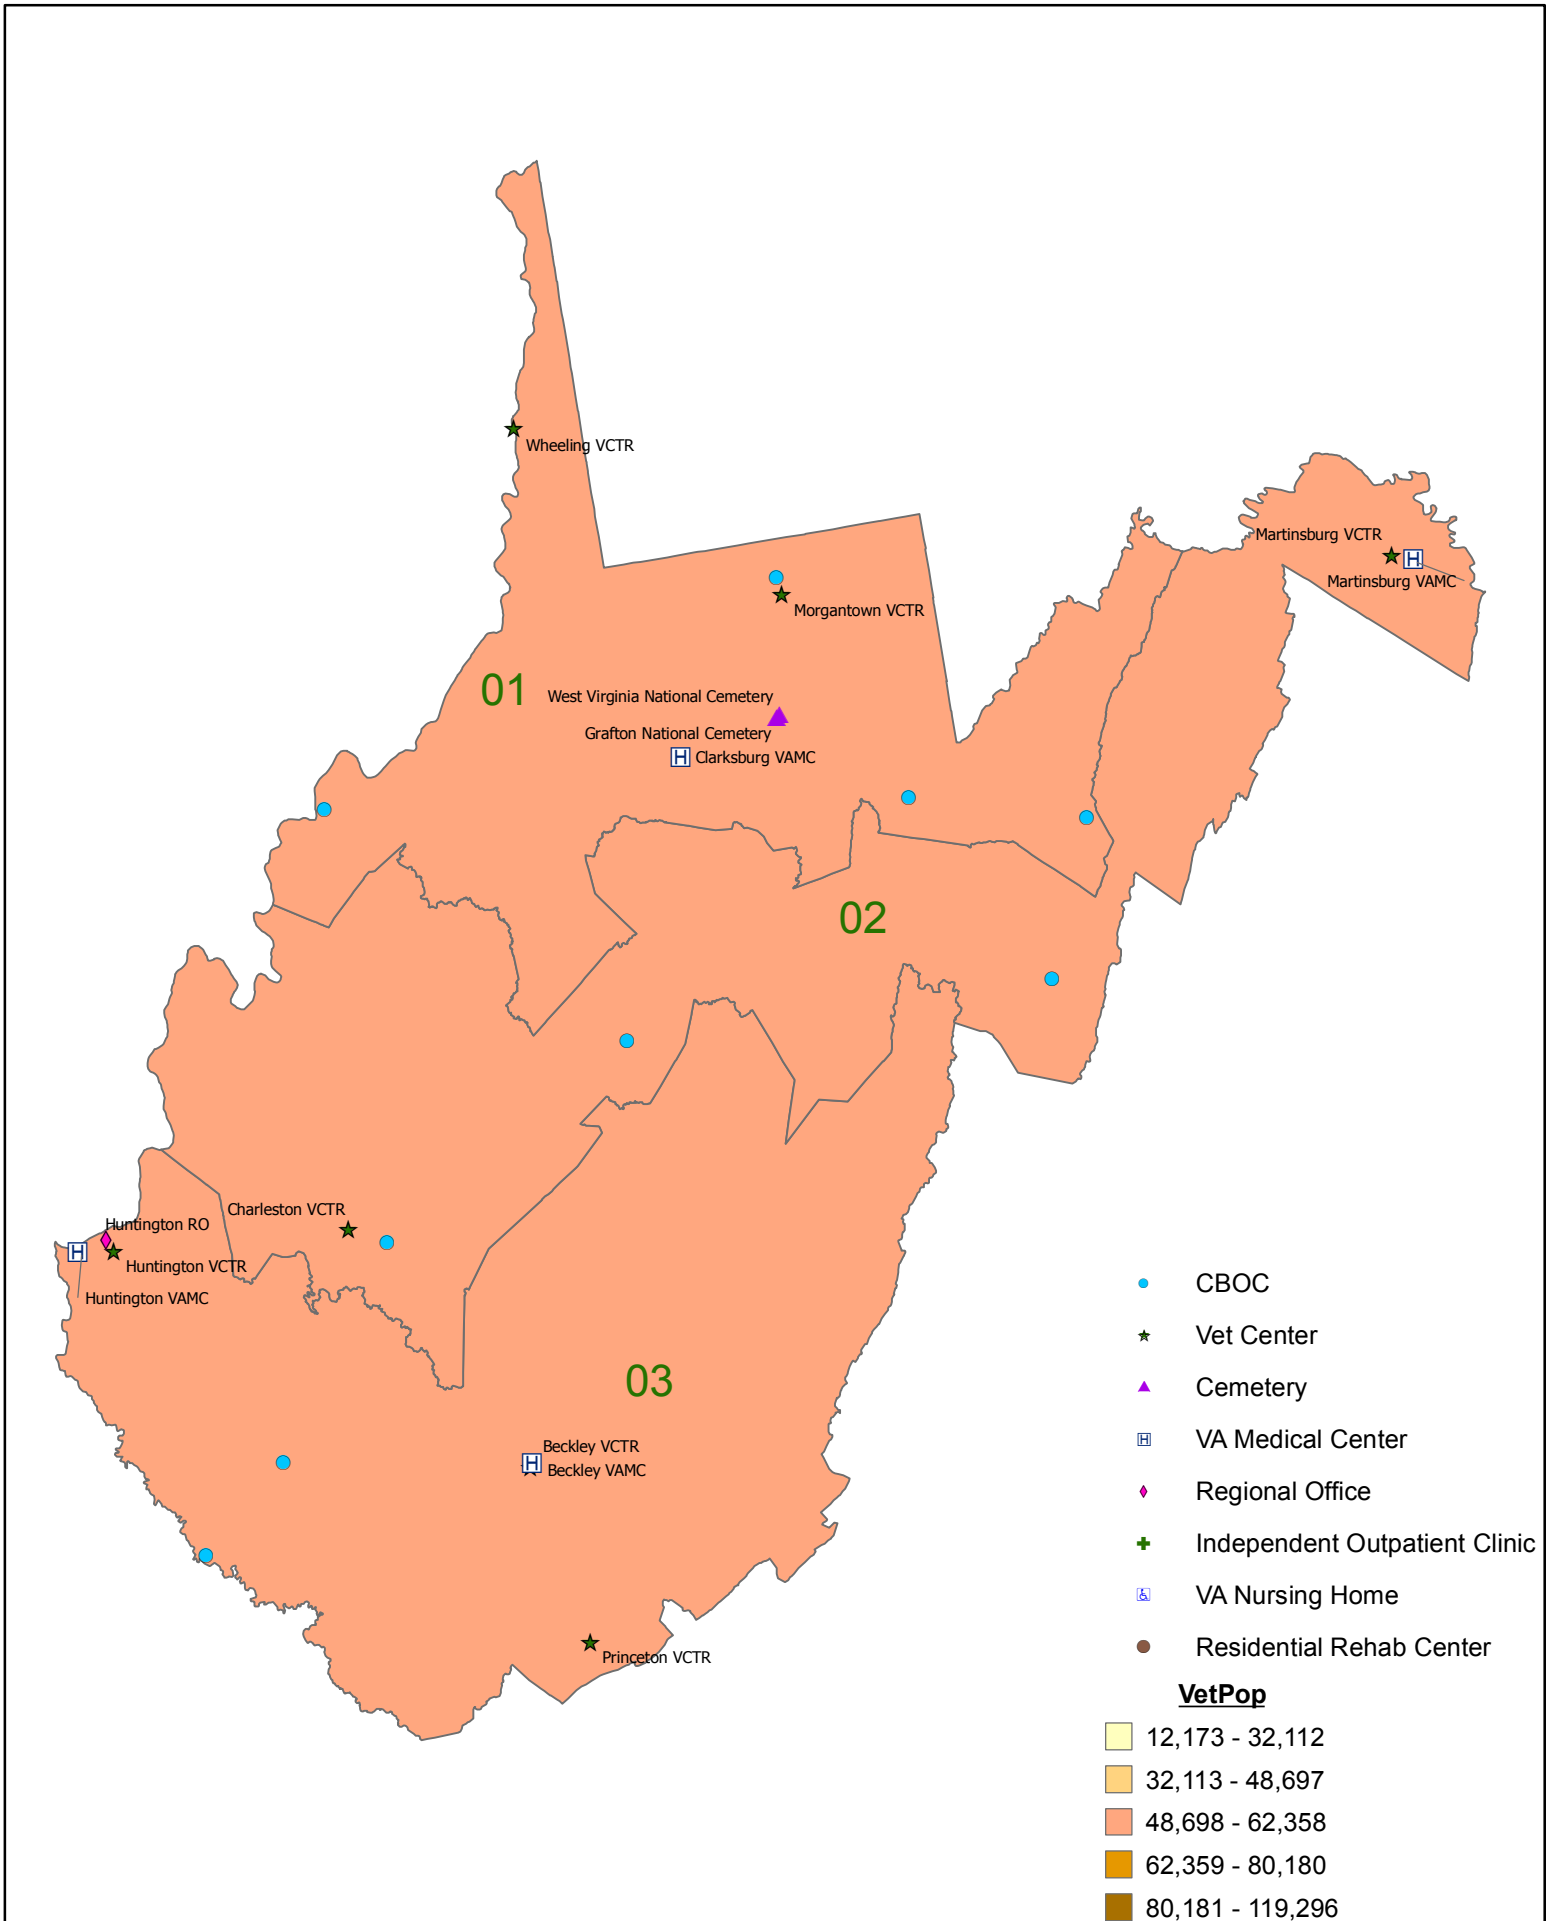 Wheeling VCTR
Martinsburg VCTR
Martinsburg VAMC
Morgantown VCTR
01
West Virginia National Cemetery
Grafton National Cemetery
H Clarksburg VAMC
02
Charleston VCTR
Huntington RO
Huntington VCTR
Huntington VAMC
03
Beckley VCTR
Beckley VAMC
Princeton VCTR
CBOC
Vet Center
Cemetery
H VA Medical Center
Regional Office
Independent Outpatient Clinic
VA Nursing Home
Residential Rehab Center
VetPop
12,173 - 32,112
32,113 - 48,697
48,698 - 62,358
62,359 - 80,180
80,181 - 119,296